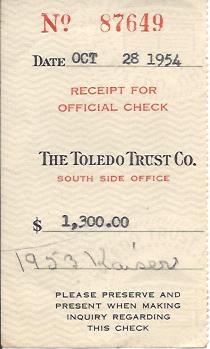 No 87649
DATE OCT 28 1954
RECEIPT FOR
OFFICIAL CHECK
THE TOLEDO TRUST CO.
SOUTH SIDE OFFICE
$ 1,300.00
1953 Kaiser
PLEASE PRESERVE AND
PRESENT WHEN MAKING
INQUIRY REGARDING
THIS CHECK